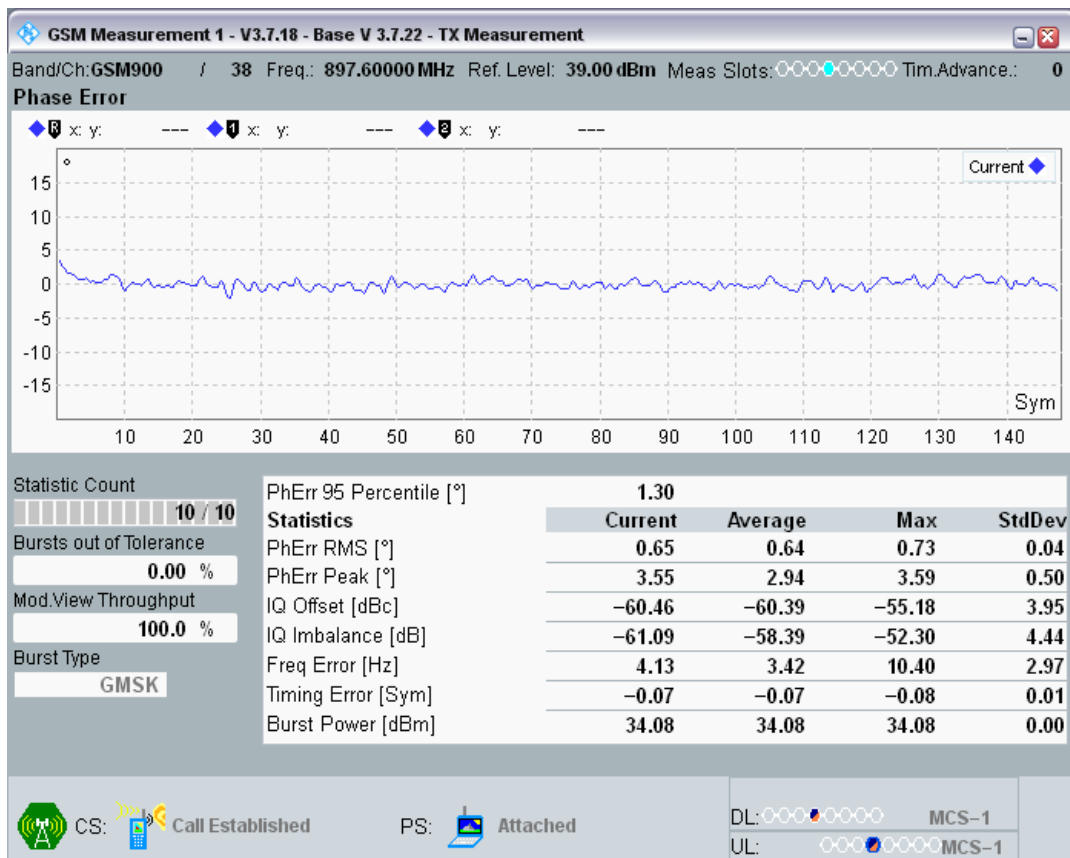 GSM Measurement 1 - V3.7.18 - Base V 3.7.22 - TX Measurement
Band/Ch:GSM900 / 38 Freq.: 897.60000 MHz Ref. Level: 39.00 dBm Meas Slots: Tim.Advance.: 0
Phase Error
R x: y: --- 1 x: y: --- 2 x: y: ---
° Current
15
10
5
0
-5
-10
-15
Sym
10 20 30 40 50 60 70 80 90 100 110 120 130 140
Statistic Count
10 / 10
Bursts out of Tolerance
0.00 %
Mod.View Throughput
100.0 %
Burst Type
GMSK
PhErr 95 Percentile [°] 1.30
Statistics Current Average Max StdDev
PhErr RMS [°] 0.65 0.64 0.73 0.04
PhErr Peak [°] 3.55 2.94 3.59 0.50
IQ Offset [dBc] −60.46 −60.39 −55.18 3.95
IQ Imbalance [dB] −61.09 −58.39 −52.30 4.44
Freq Error [Hz] 4.13 3.42 10.40 2.97
Timing Error [Sym] −0.07 −0.07 −0.08 0.01
Burst Power [dBm] 34.08 34.08 34.08 0.00
CS: Call Established PS: Attached
DL: MCS−1
UL: MCS−1